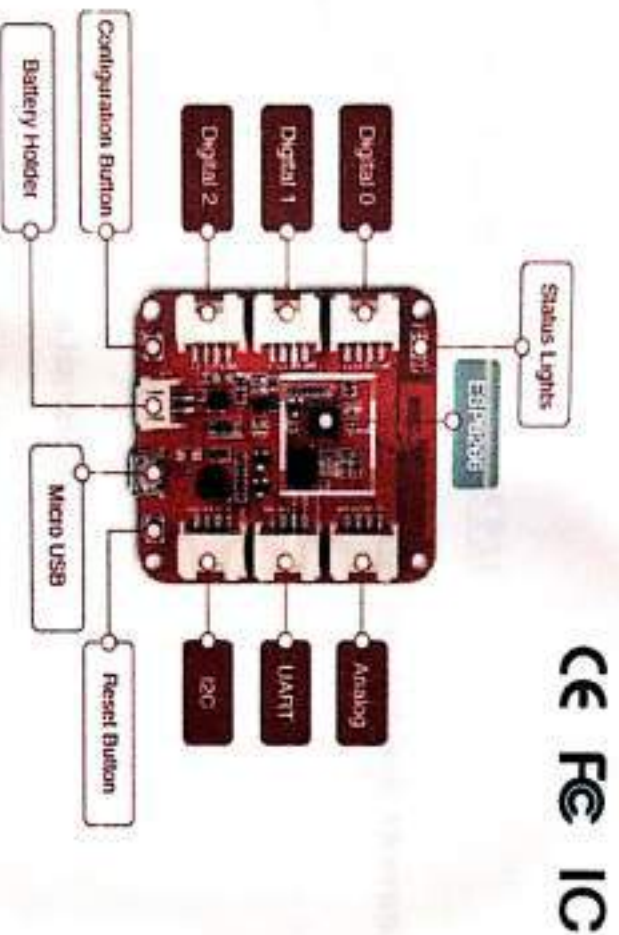 CE FC IC
Status Lights
Esp8266
Digital 0
Analog
Digital 1
UART
Digital 2
I2C
Configuration Button
Reset Button
Micro USB
Battery Holder